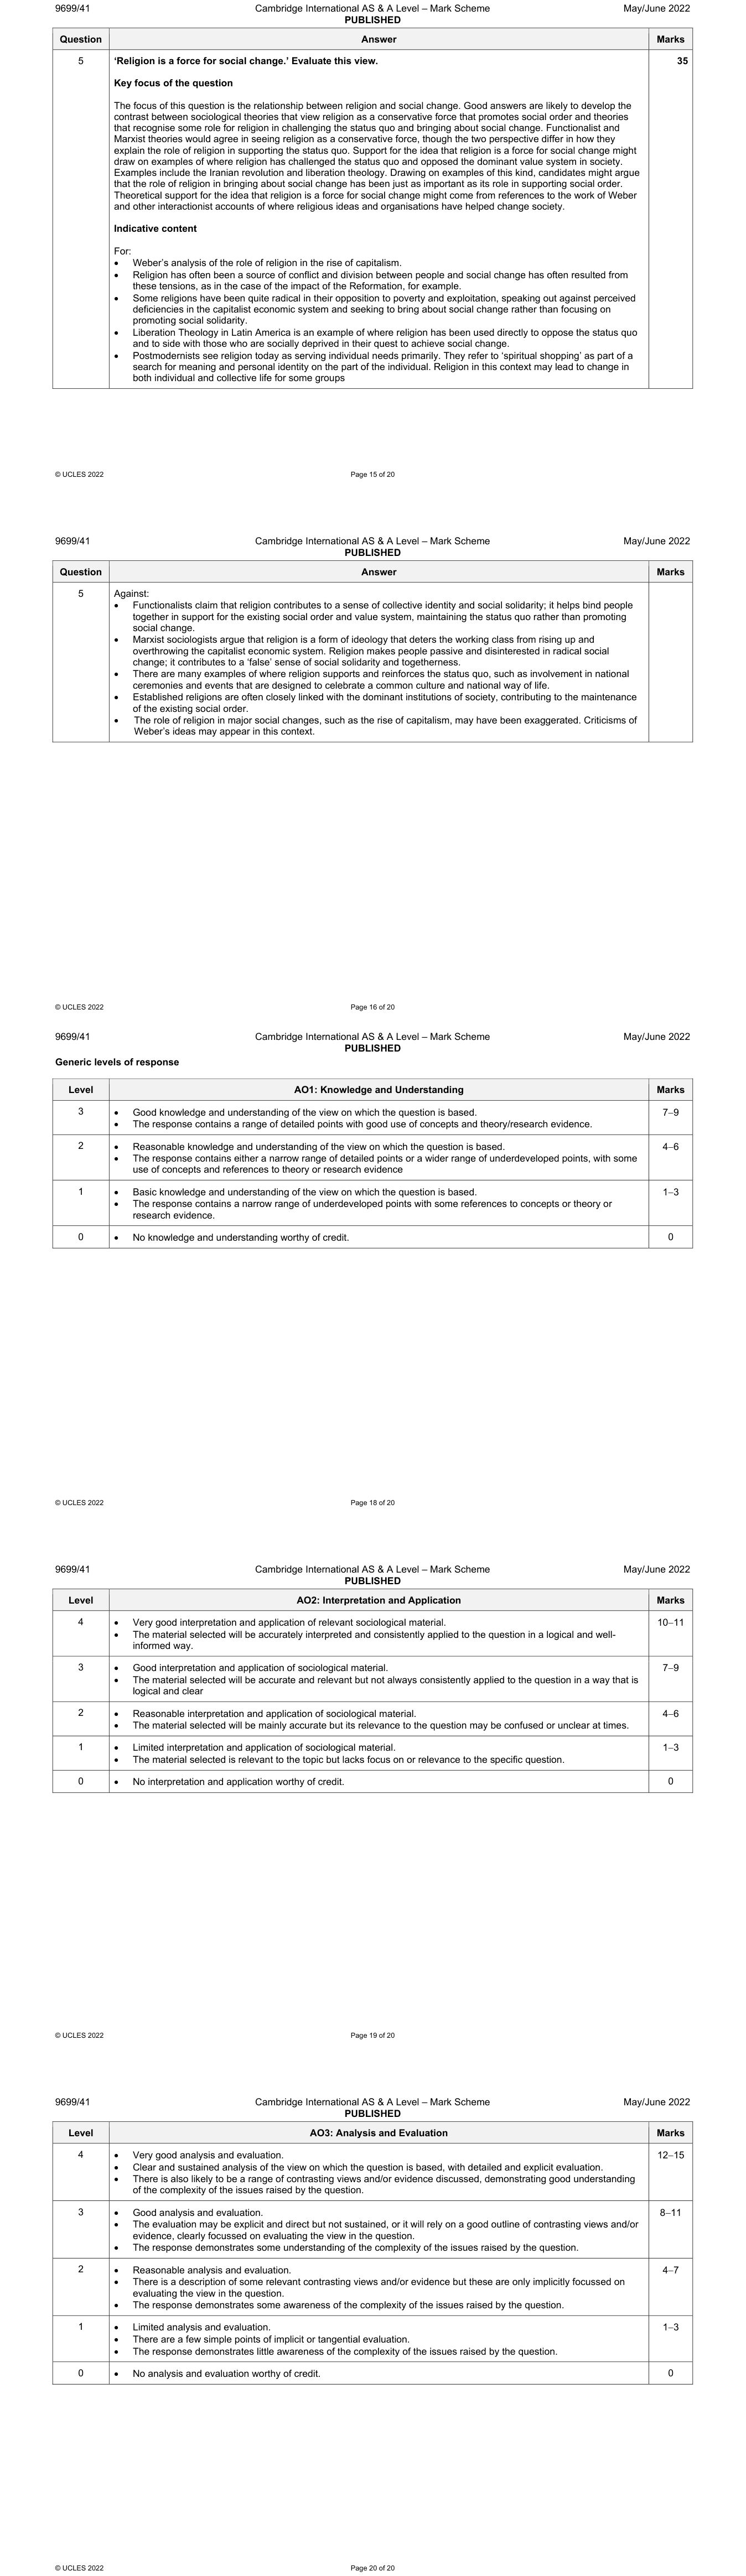 9699/41 Cambridge International AS & A Level – Mark Scheme May/June 2022
PUBLISHED
Question Answer Marks
5 ‘Religion is a force for social change.’ Evaluate this view. 35
Key focus of the question
The focus of this question is the relationship between religion and social change. Good answers are likely to develop the
contrast between sociological theories that view religion as a conservative force that promotes social order and theories
that recognise some role for religion in challenging the status quo and bringing about social change. Functionalist and
Marxist theories would agree in seeing religion as a conservative force, though the two perspective differ in how they
explain the role of religion in supporting the status quo. Support for the idea that religion is a force for social change might
draw on examples of where religion has challenged the status quo and opposed the dominant value system in society.
Examples include the Iranian revolution and liberation theology. Drawing on examples of this kind, candidates might argue
that the role of religion in bringing about social change has been just as important as its role in supporting social order.
Theoretical support for the idea that religion is a force for social change might come from references to the work of Weber
and other interactionist accounts of where religious ideas and organisations have helped change society.
Indicative content
For:
• Weber’s analysis of the role of religion in the rise of capitalism.
• Religion has often been a source of conflict and division between people and social change has often resulted from
these tensions, as in the case of the impact of the Reformation, for example.
• Some religions have been quite radical in their opposition to poverty and exploitation, speaking out against perceived
deficiencies in the capitalist economic system and seeking to bring about social change rather than focusing on
promoting social solidarity.
• Liberation Theology in Latin America is an example of where religion has been used directly to oppose the status quo
and to side with those who are socially deprived in their quest to achieve social change.
• Postmodernists see religion today as serving individual needs primarily. They refer to ‘spiritual shopping’ as part of a
search for meaning and personal identity on the part of the individual. Religion in this context may lead to change in
both individual and collective life for some groups
© UCLES 2022 Page 15 of 20
9699/41 Cambridge International AS & A Level – Mark Scheme May/June 2022
PUBLISHED
Question Answer Marks
5 Against:
• Functionalists claim that religion contributes to a sense of collective identity and social solidarity; it helps bind people
together in support for the existing social order and value system, maintaining the status quo rather than promoting
social change.
• Marxist sociologists argue that religion is a form of ideology that deters the working class from rising up and
overthrowing the capitalist economic system. Religion makes people passive and disinterested in radical social
change; it contributes to a ‘false’ sense of social solidarity and togetherness.
• There are many examples of where religion supports and reinforces the status quo, such as involvement in national
ceremonies and events that are designed to celebrate a common culture and national way of life.
• Established religions are often closely linked with the dominant institutions of society, contributing to the maintenance
of the existing social order.
• The role of religion in major social changes, such as the rise of capitalism, may have been exaggerated. Criticisms of
Weber’s ideas may appear in this context.
© UCLES 2022 Page 16 of 20
9699/41 Cambridge International AS & A Level – Mark Scheme May/June 2022
PUBLISHED
Generic levels of response
Level AO1: Knowledge and Understanding Marks
3 • Good knowledge and understanding of the view on which the question is based. 7–9
• The response contains a range of detailed points with good use of concepts and theory/research evidence.
2 • Reasonable knowledge and understanding of the view on which the question is based. 4–6
• The response contains either a narrow range of detailed points or a wider range of underdeveloped points, with some
use of concepts and references to theory or research evidence
1 • Basic knowledge and understanding of the view on which the question is based. 1–3
• The response contains a narrow range of underdeveloped points with some references to concepts or theory or
research evidence.
0 • No knowledge and understanding worthy of credit. 0
© UCLES 2022 Page 18 of 20
9699/41 Cambridge International AS & A Level – Mark Scheme May/June 2022
PUBLISHED
Level AO2: Interpretation and Application Marks
4 • Very good interpretation and application of relevant sociological material. 10–11
• The material selected will be accurately interpreted and consistently applied to the question in a logical and well-
informed way.
3 • Good interpretation and application of sociological material. 7–9
• The material selected will be accurate and relevant but not always consistently applied to the question in a way that is
logical and clear
2 • Reasonable interpretation and application of sociological material. 4–6
• The material selected will be mainly accurate but its relevance to the question may be confused or unclear at times.
1 • Limited interpretation and application of sociological material. 1–3
• The material selected is relevant to the topic but lacks focus on or relevance to the specific question.
0 • No interpretation and application worthy of credit. 0
© UCLES 2022 Page 19 of 20
9699/41 Cambridge International AS & A Level – Mark Scheme May/June 2022
PUBLISHED
Level AO3: Analysis and Evaluation Marks
4 • Very good analysis and evaluation. 12–15
• Clear and sustained analysis of the view on which the question is based, with detailed and explicit evaluation.
• There is also likely to be a range of contrasting views and/or evidence discussed, demonstrating good understanding
of the complexity of the issues raised by the question.
3 • Good analysis and evaluation. 8–11
• The evaluation may be explicit and direct but not sustained, or it will rely on a good outline of contrasting views and/or
evidence, clearly focussed on evaluating the view in the question.
• The response demonstrates some understanding of the complexity of the issues raised by the question.
2 • Reasonable analysis and evaluation. 4–7
• There is a description of some relevant contrasting views and/or evidence but these are only implicitly focussed on
evaluating the view in the question.
• The response demonstrates some awareness of the complexity of the issues raised by the question.
1 • Limited analysis and evaluation. 1–3
• There are a few simple points of implicit or tangential evaluation.
• The response demonstrates little awareness of the complexity of the issues raised by the question.
0 • No analysis and evaluation worthy of credit. 0
© UCLES 2022 Page 20 of 20